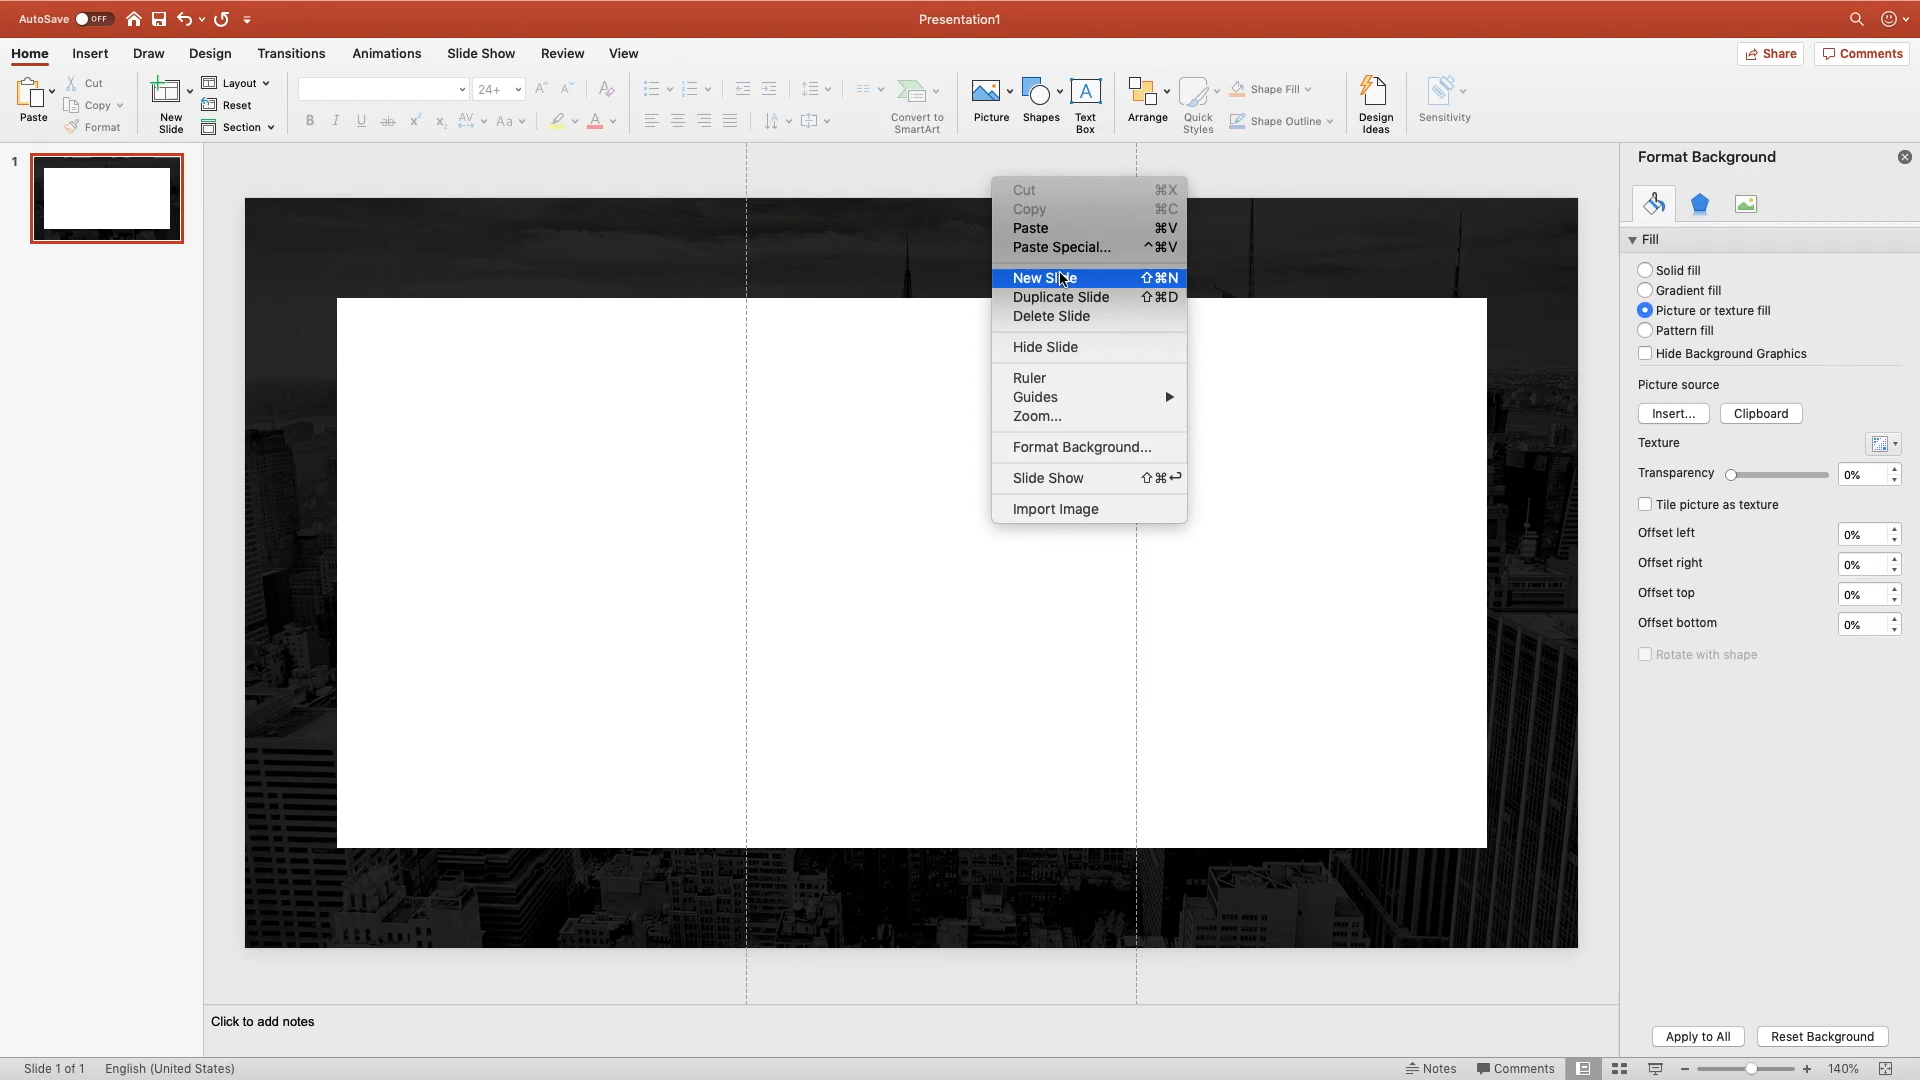 AutoSave OFF
Presentation1
Home Insert Draw Design Transitions Animations Slide Show Review View
Share Comments
Paste
Cut
Copy
Format
New
Slide
Layout
Reset
Section
24+
B I U ab x² x₂ AV Aa A
Convert to
SmartArt
Picture
Shapes
Text
Box
Arrange
Quick
Styles
Shape Fill
Shape Outline
Design
Ideas
Sensitivity
1
Cut ⌘X
Copy ⌘C
Paste ⌘V
Paste Special... ^⌘V
New Slide ⇧⌘N
Duplicate Slide ⇧⌘D
Delete Slide
Hide Slide
Ruler
Guides
Zoom...
Format Background...
Slide Show ⇧⌘↩
Import Image
Format Background
Fill
Solid fill
Gradient fill
Picture or texture fill
Pattern fill
Hide Background Graphics
Picture source
Insert... Clipboard
Texture
Transparency 0%
Tile picture as texture
Offset left 0%
Offset right 0%
Offset top 0%
Offset bottom 0%
Rotate with shape
Apply to All Reset Background
Click to add notes
Slide 1 of 1 English (United States)
Notes Comments 140%